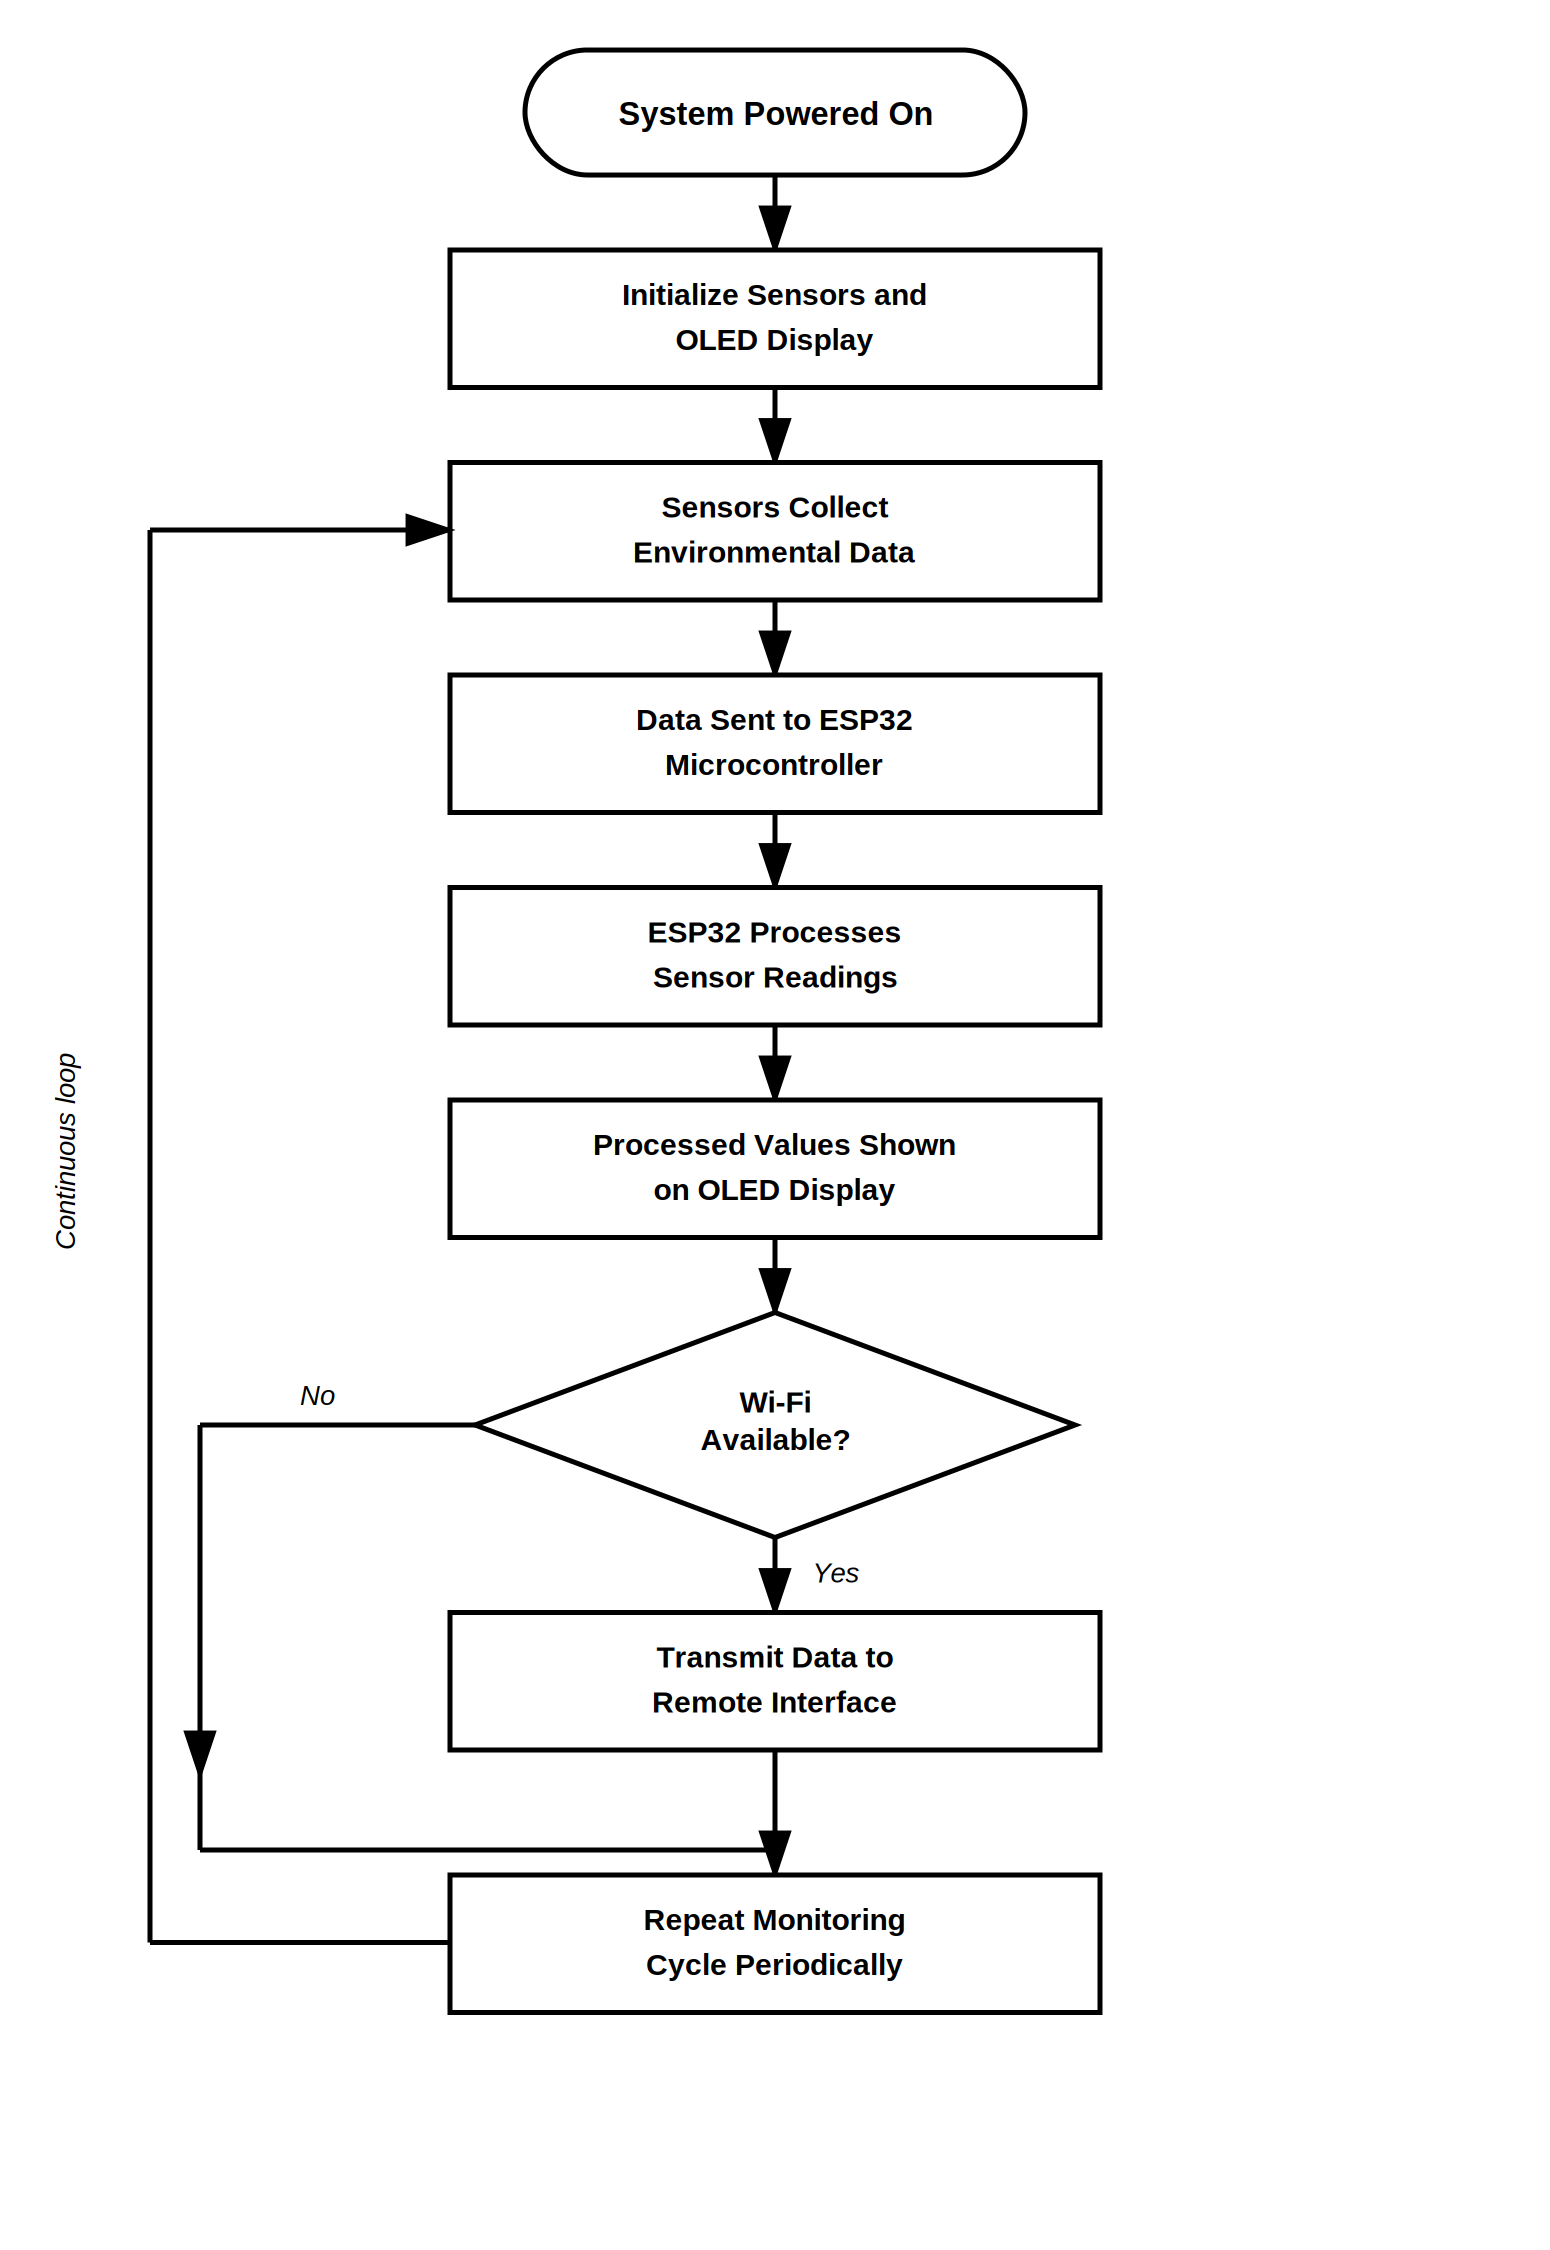 System Powered On
Initialize Sensors and
OLED Display
Sensors Collect
Environmental Data
Data Sent to ESP32
Microcontroller
ESP32 Processes
Sensor Readings
Continuous loop
Processed Values Shown
on OLED Display
No
Wi-Fi
Available?
Yes
Transmit Data to
Remote Interface
Repeat Monitoring
Cycle Periodically